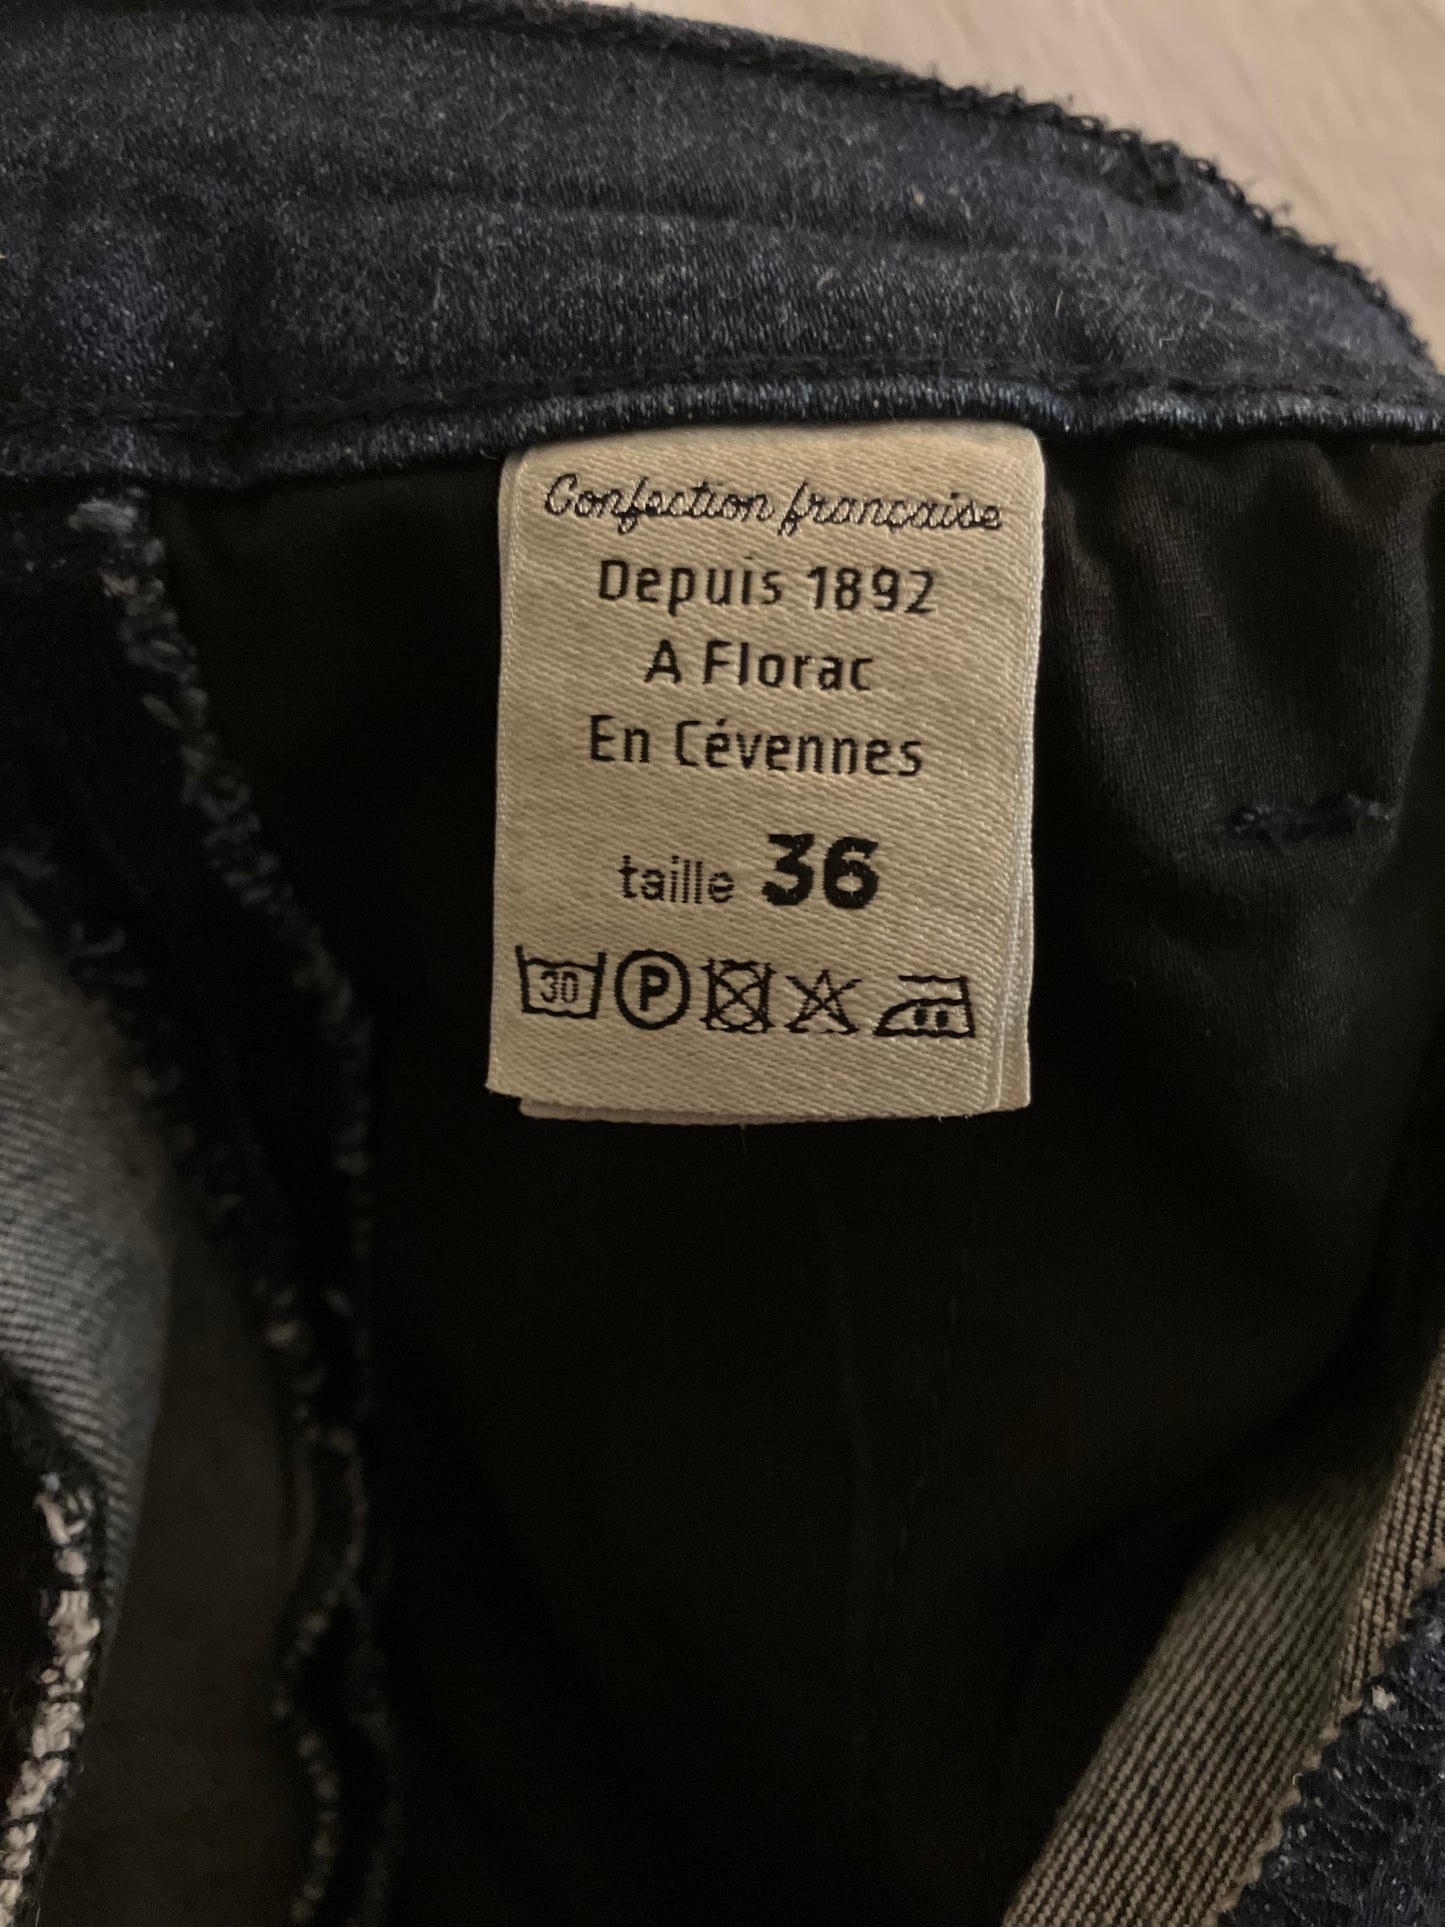 Confection française
Depuis 1892
A Florac
En Cévennes
taille 36
30 P